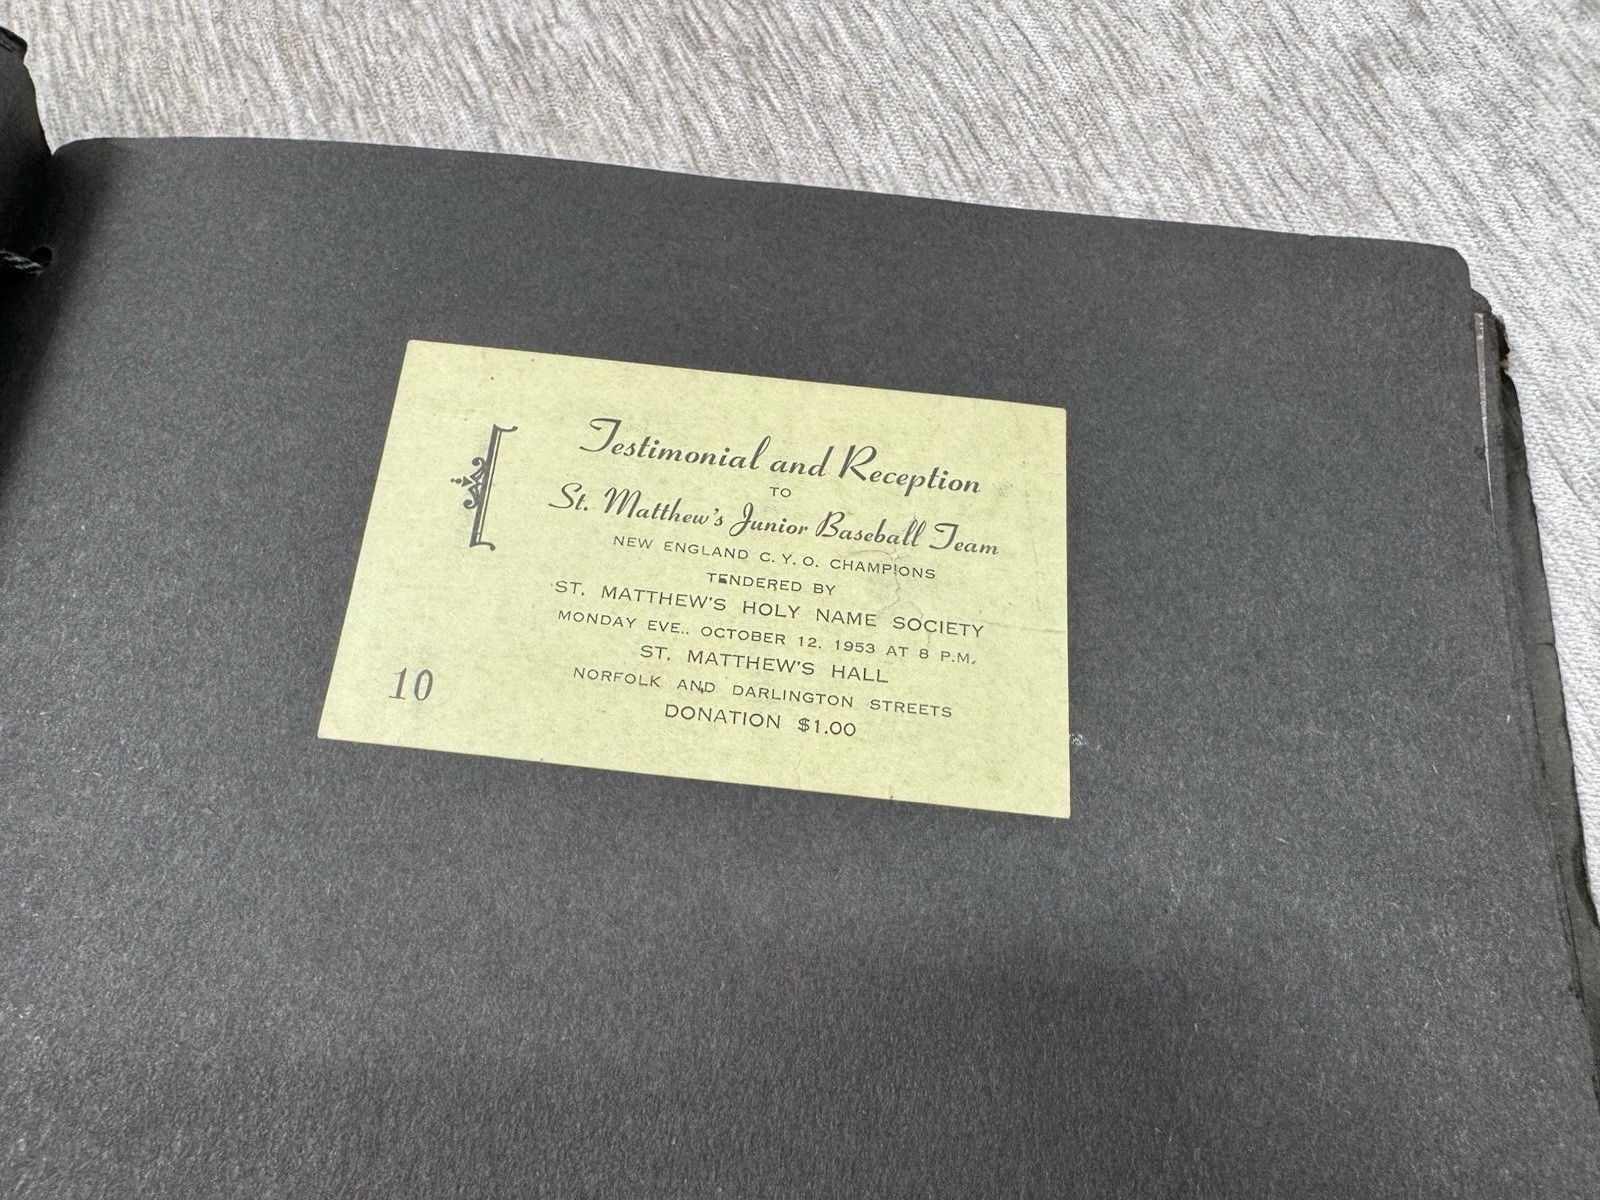 Testimonial and Reception
TO
St. Matthew's Junior Baseball Team
NEW ENGLAND C. Y. O. CHAMPIONS
TENDERED BY
ST. MATTHEW'S HOLY NAME SOCIETY
MONDAY EVE., OCTOBER 12, 1953 AT 8 P.M.
ST. MATTHEW'S HALL
NORFOLK AND DARLINGTON STREETS
DONATION $1.00
10